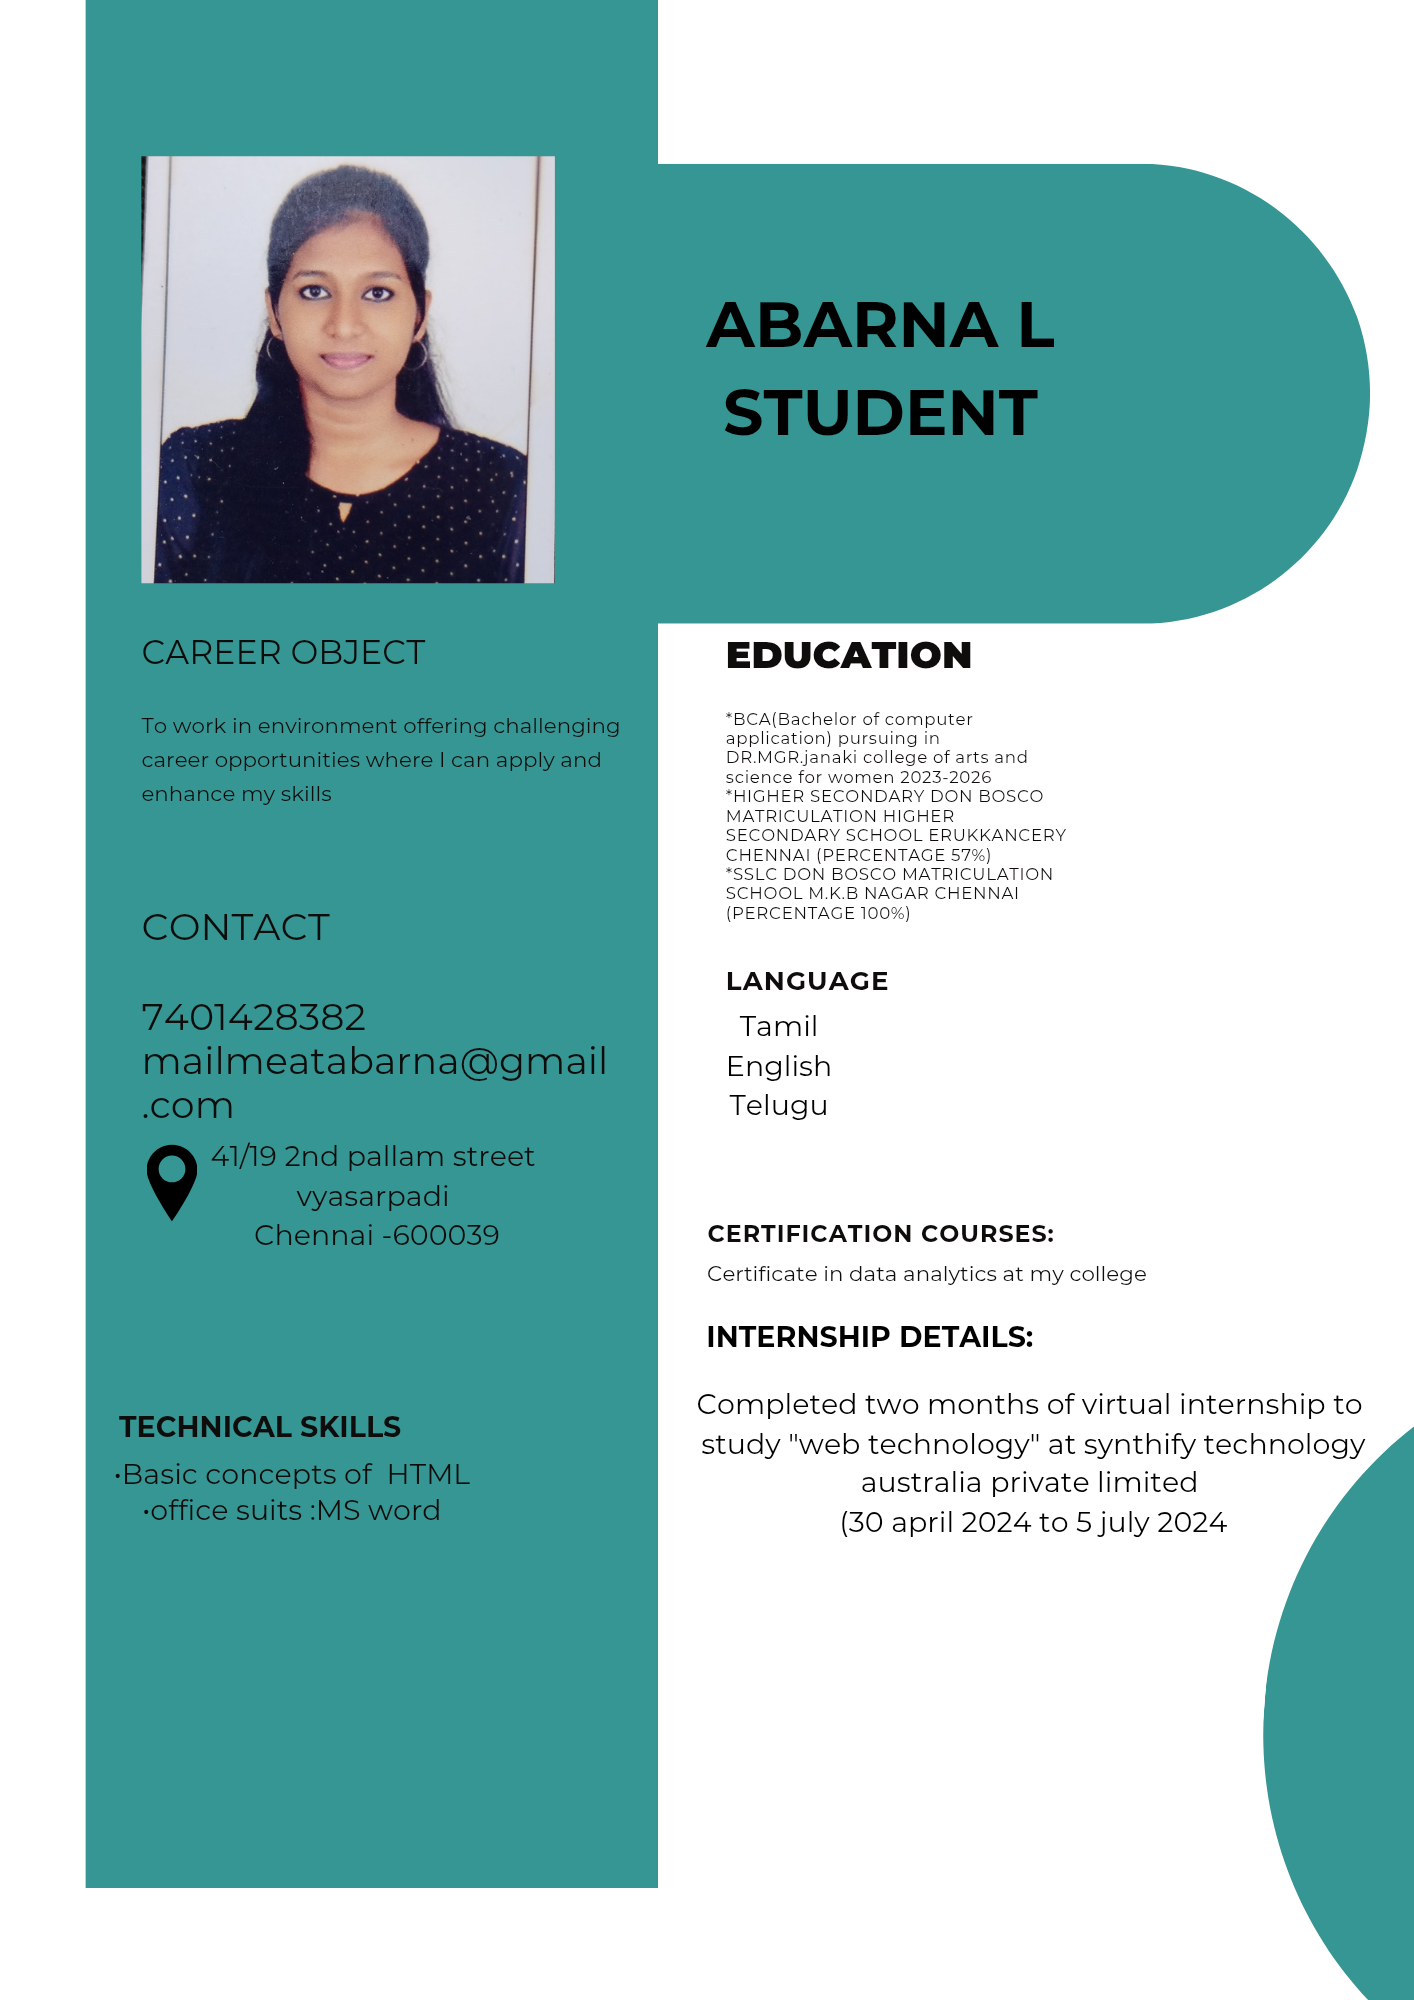 ABARNA L
STUDENT
CAREER OBJECT
To work in environment offering challenging
career opportunities where I can apply and
enhance my skills
CONTACT
7401428382
mailmeatabarna@gmail
.com
41/19 2nd pallam street
vyasarpadi
Chennai -600039
TECHNICAL SKILLS
•Basic concepts of  HTML
•office suits :MS word
EDUCATION
*BCA(Bachelor of computer
application) pursuing in
DR.MGR.janaki college of arts and
science for women 2023-2026
*HIGHER SECONDARY DON BOSCO
MATRICULATION HIGHER
SECONDARY SCHOOL ERUKKANCERY
CHENNAI (PERCENTAGE 57%)
*SSLC DON BOSCO MATRICULATION
SCHOOL M.K.B NAGAR CHENNAI
(PERCENTAGE 100%)
LANGUAGE
Tamil
English
Telugu
CERTIFICATION COURSES:
Certificate in data analytics at my college
INTERNSHIP DETAILS:
Completed two months of virtual internship to
study "web technology" at synthify technology
australia private limited
(30 april 2024 to 5 july 2024